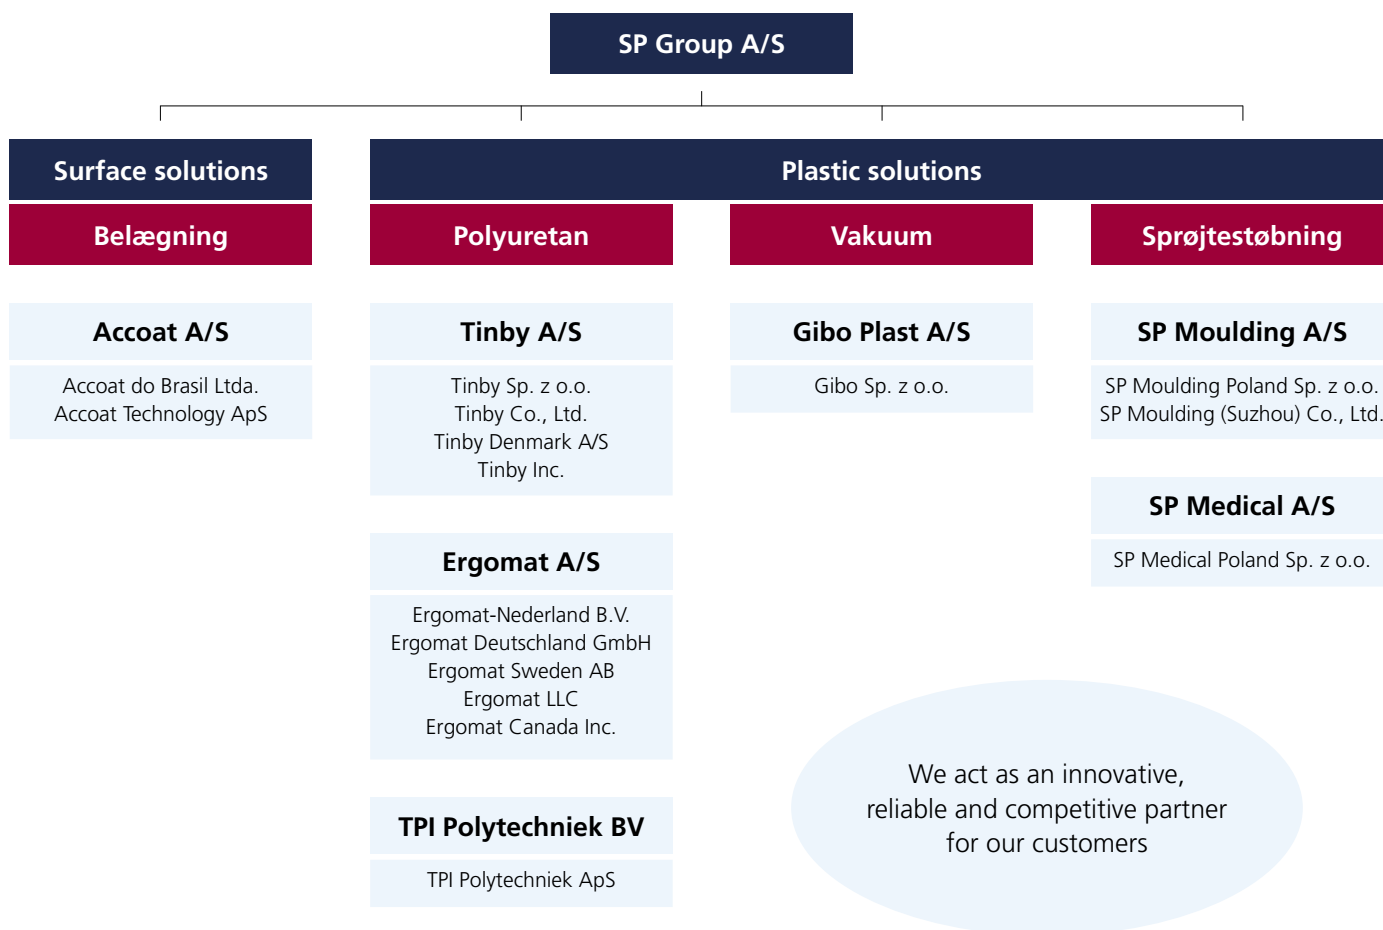 SP Group A/S
Surface solutions
Plastic solutions
Belægning
Polyuretan
Vakuum
Sprøjtestøbning
Accoat A/S
Accoat do Brasil Ltda.
Accoat Technology ApS
Tinby A/S
Tinby Sp. z o.o.
Tinby Co., Ltd.
Tinby Denmark A/S
Tinby Inc.
Ergomat A/S
Ergomat-Nederland B.V.
Ergomat Deutschland GmbH
Ergomat Sweden AB
Ergomat LLC
Ergomat Canada Inc.
TPI Polytechniek BV
TPI Polytechniek ApS
Gibo Plast A/S
Gibo Sp. z o.o.
SP Moulding A/S
SP Moulding Poland Sp. z o.o.
SP Moulding (Suzhou) Co., Ltd.
SP Medical A/S
SP Medical Poland Sp. z o.o.
We act as an innovative,
reliable and competitive partner
for our customers